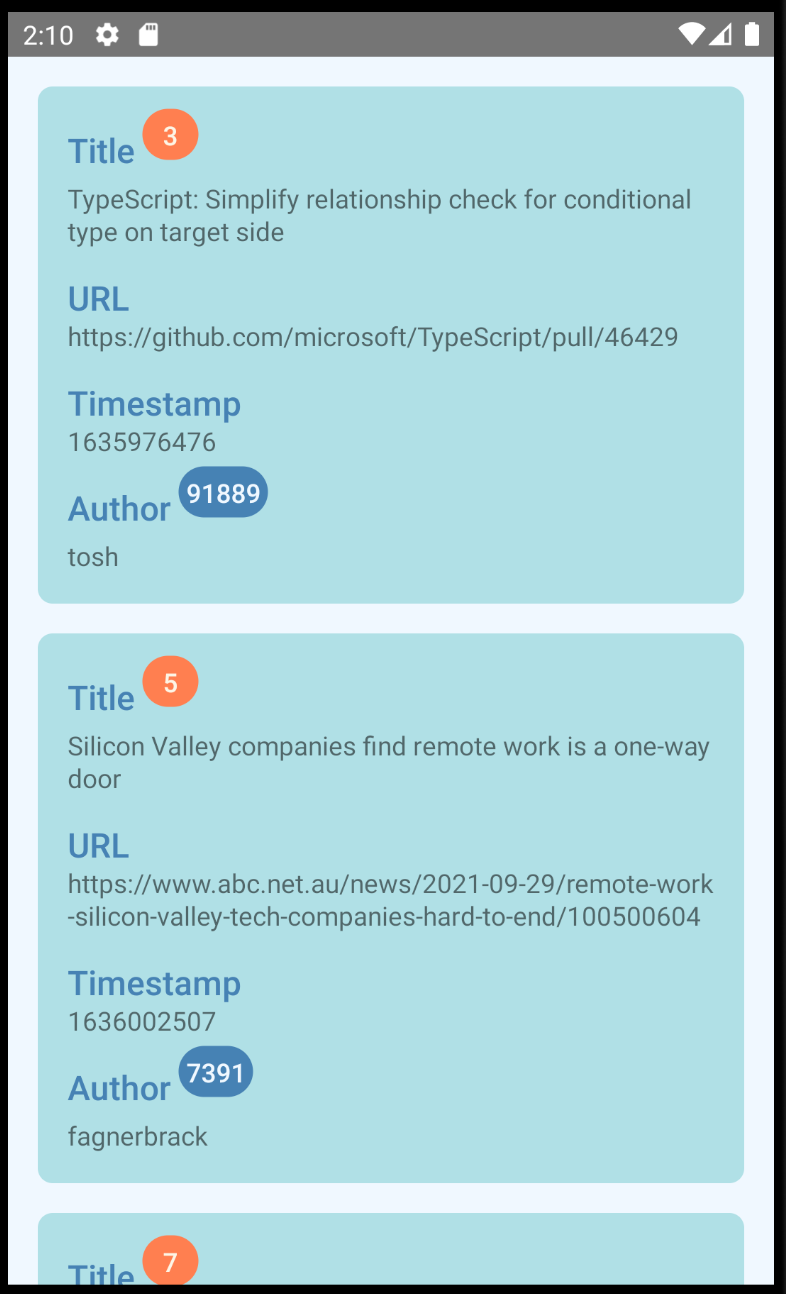 2:10
Title 3
TypeScript: Simplify relationship check for conditional
type on target side
URL
https://github.com/microsoft/TypeScript/pull/46429
Timestamp
1635976476
Author 91889
tosh
Title 5
Silicon Valley companies find remote work is a one-way
door
URL
https://www.abc.net.au/news/2021-09-29/remote-work
-silicon-valley-tech-companies-hard-to-end/100500604
Timestamp
1636002507
Author 7391
fagnerbrack
Title 7